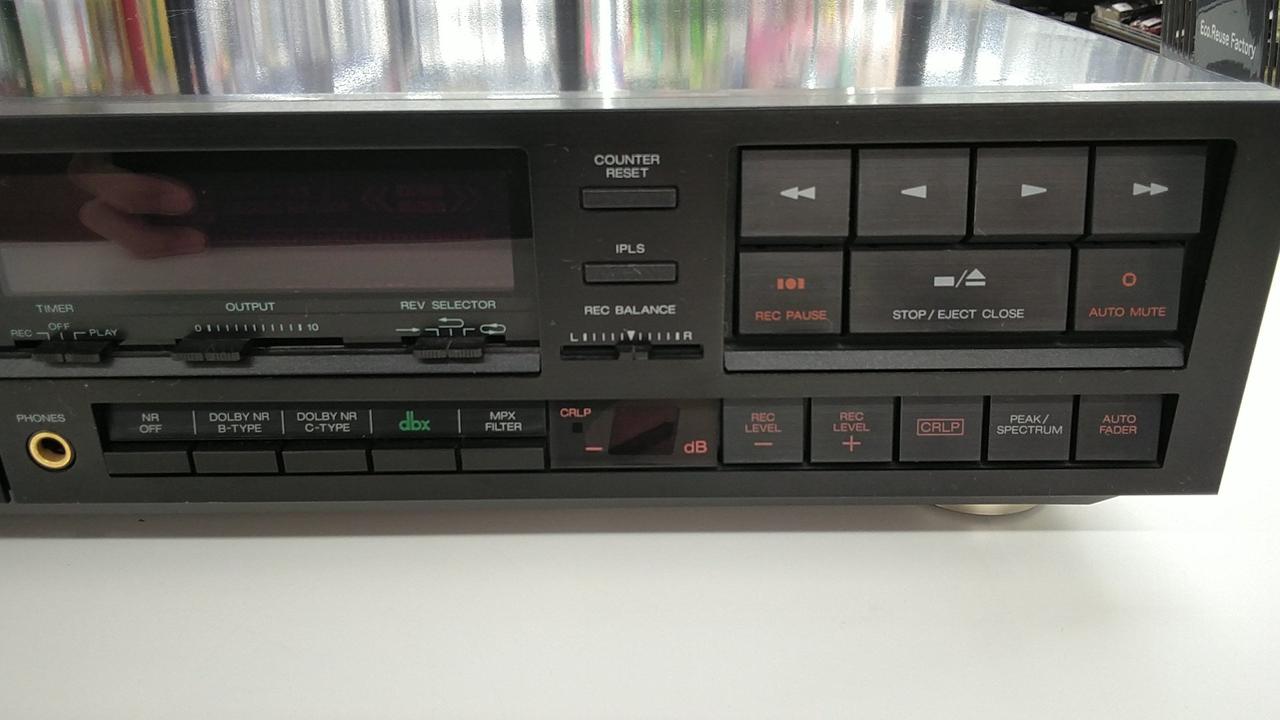 Eco.Reuse Factory
COUNTER
RESET
IPLS
REC BALANCE
L R
TIMER
REC OFF PLAY
OUTPUT
0 10
REV SELECTOR
REC PAUSE
STOP/EJECT CLOSE
AUTO MUTE
PHONES
NR
OFF
DOLBY NR
B-TYPE
DOLBY NR
C-TYPE
dbx
MPX
FILTER
CRLP
dB
REC
LEVEL
−
REC
LEVEL
+
CRLP
PEAK/
SPECTRUM
AUTO
FADER